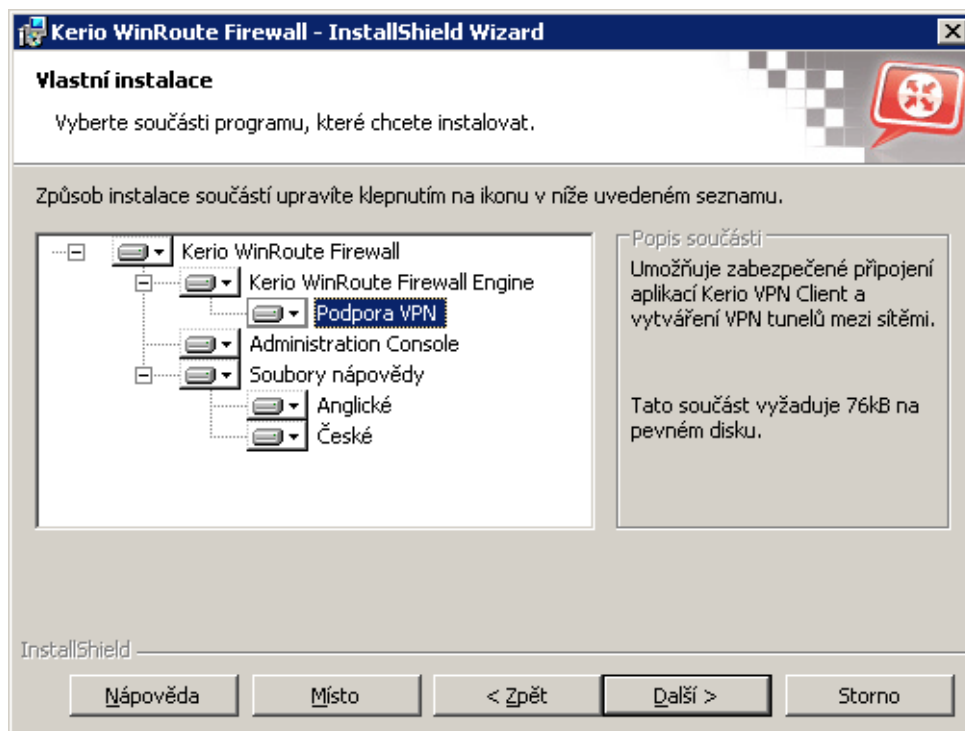 Kerio WinRoute Firewall - InstallShield Wizard
Vlastní instalace
Vyberte součásti programu, které chcete instalovat.
Způsob instalace součástí upravíte klepnutím na ikonu v níže uvedeném seznamu.
Kerio WinRoute Firewall
Kerio WinRoute Firewall Engine
Podpora VPN
Administration Console
Soubory nápovědy
Anglické
České
Popis součásti
Umožňuje zabezpečené připojení
aplikací Kerio VPN Client a
vytváření VPN tunelů mezi sítěmi.
Tato součást vyžaduje 76kB na
pevném disku.
InstallShield
Nápověda
Místo
< Zpět
Další >
Storno